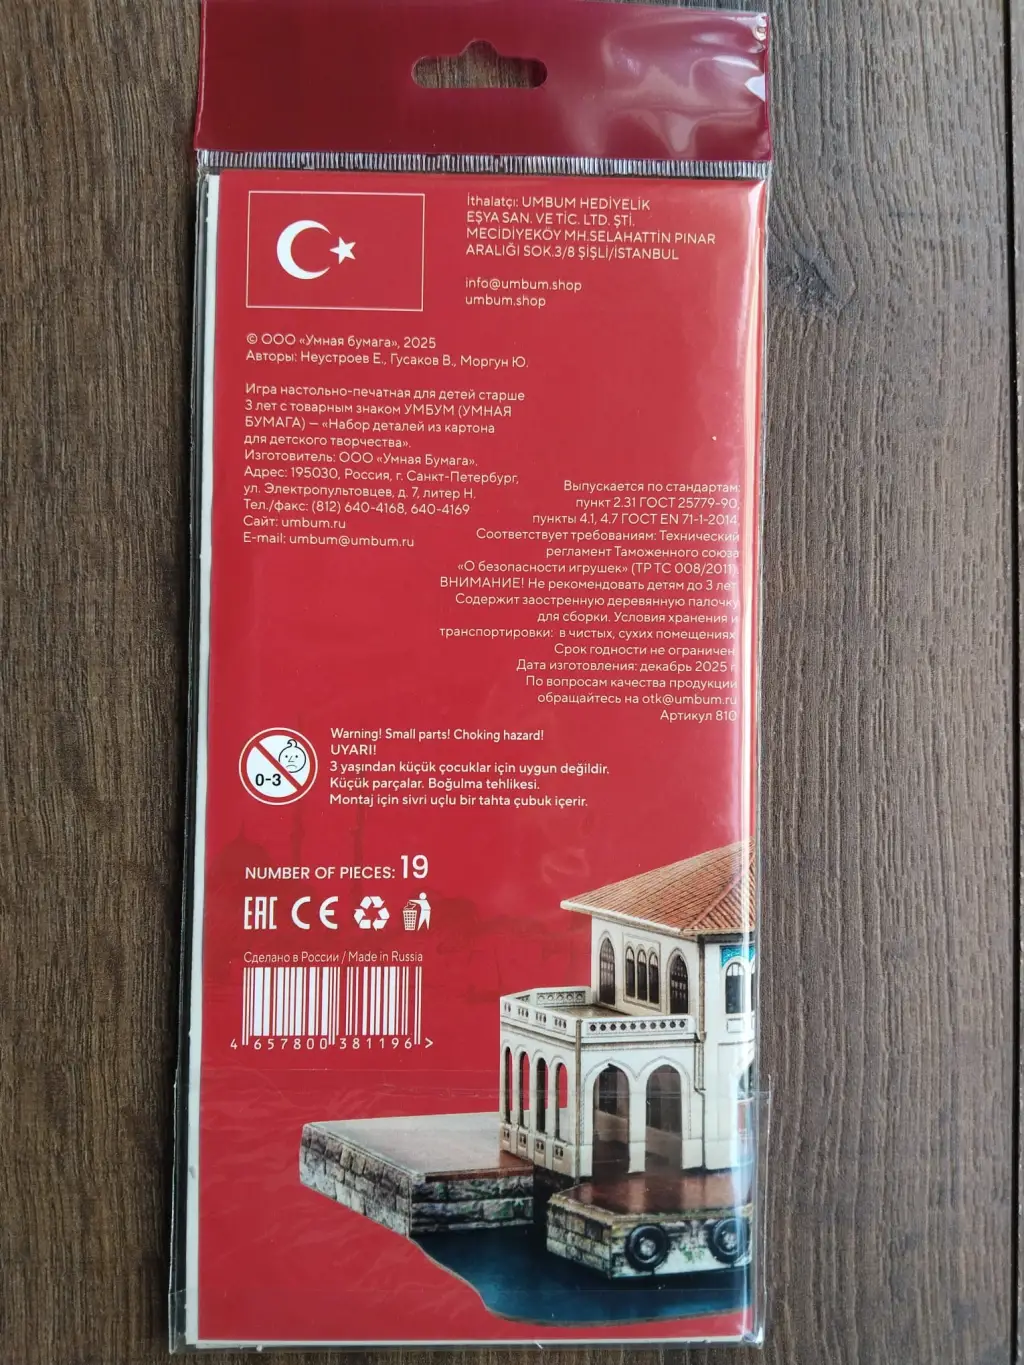 İthalatçı: UMBUM HEDİYELİK
EŞYA SAN. VE TİC. LTD. ŞTİ.
MECİDİYEKÖY MH.SELAHATTİN PINAR
ARALIĞI SOK.3/8 ŞİŞLİ/İSTANBUL
info@umbum.shop
umbum.shop
© ООО «Умная бумага», 2025
Авторы: Неустроев Е., Гусаков В., Моргун Ю.
Игра настольно-печатная для детей старше
3 лет с товарным знаком УМБУМ (УМНАЯ
БУМАГА) — «Набор деталей из картона
для детского творчества».
Изготовитель: ООО «Умная Бумага».
Адрес: 195030, Россия, г. Санкт-Петербург,
ул. Электропультовцев, д. 7, литер Н.
Тел./факс: (812) 640-4168, 640-4169
Сайт: umbum.ru
E-mail: umbum@umbum.ru
Выпускается по стандартам:
пункт 2.31 ГОСТ 25779-90,
пункты 4.1, 4.7 ГОСТ EN 71-1-2014.
Соответствует требованиям: Технический
регламент Таможенного союза
«О безопасности игрушек» (ТР ТС 008/2011).
ВНИМАНИЕ! Не рекомендовать детям до 3 лет.
Содержит заостренную деревянную палочку
для сборки. Условия хранения и
транспортировки: в чистых, сухих помещениях.
Срок годности не ограничен.
Дата изготовления: декабрь 2025 г.
По вопросам качества продукции
обращайтесь на otk@umbum.ru
Артикул 810
0-3
Warning! Small parts! Choking hazard!
UYARI!
3 yaşından küçük çocuklar için uygun değildir.
Küçük parçalar. Boğulma tehlikesi.
Montaj için sivri uçlu bir tahta çubuk içerir.
NUMBER OF PIECES: 19
EAC CE
Сделано в России / Made in Russia
4 657800 381196 >